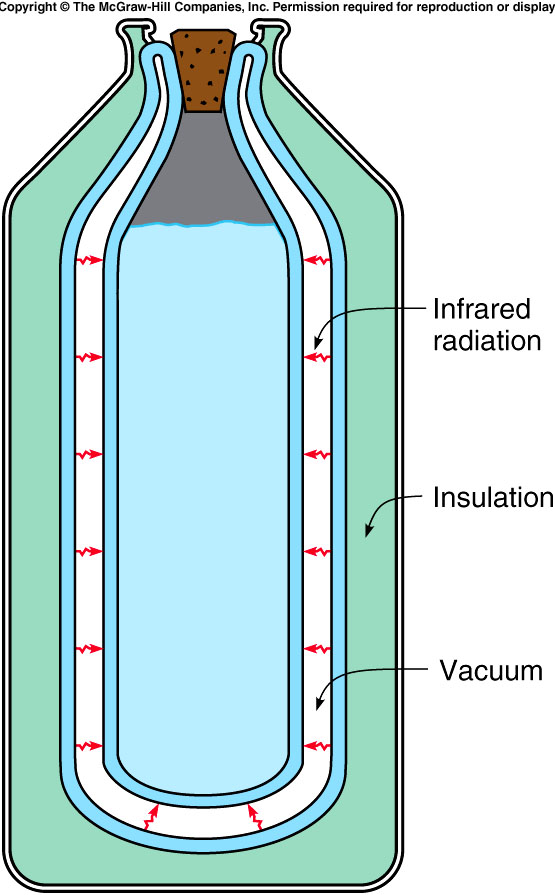 Copyright © The McGraw-Hill Companies, Inc. Permission required for reproduction or display
Infrared
radiation
Insulation
Vacuum